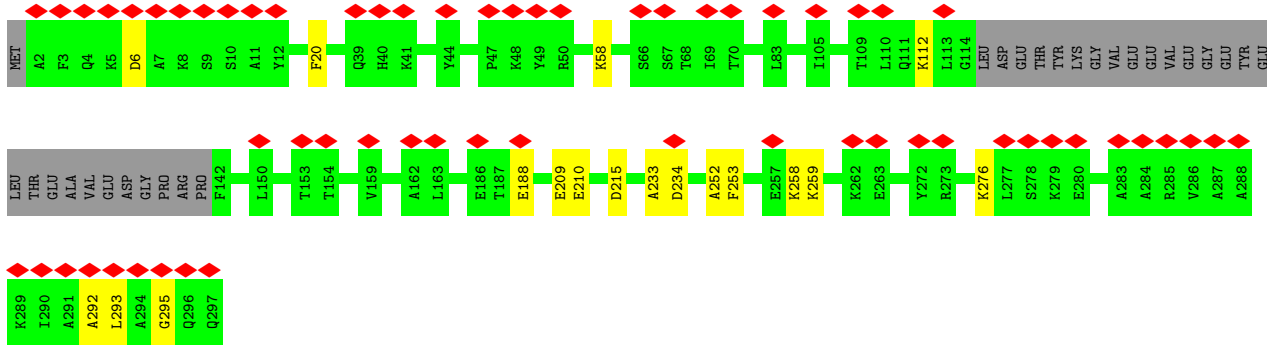 MET A2 F3 Q4 K5 D6 A7 K8 S9 S10 A11 Y12 F20 Q39 H40 K41 Y44 P47 K48 Y49 R50 K58 S66 S67 T68 I69 T70 L83 I105 T109 L110 Q111 K112 L113 G114 LEU ASP GLU THR TYR LYS GLY VAL GLU GLU VAL GLU GLY GLU TYR GLU
LEU THR GLU ALA VAL GLU ASP GLY PRO ARG PRO F142 L150 T153 T154 V159 A162 L163 E186 T187 E188 E209 E210 D215 A233 D234 A252 F253 E257 K258 K259 K262 E263 Y272 R273 K276 L277 S278 K279 E280 A283 A284 R285 V286 A287 A288
K289 I290 A291 A292 L293 A294 G295 Q296 Q297